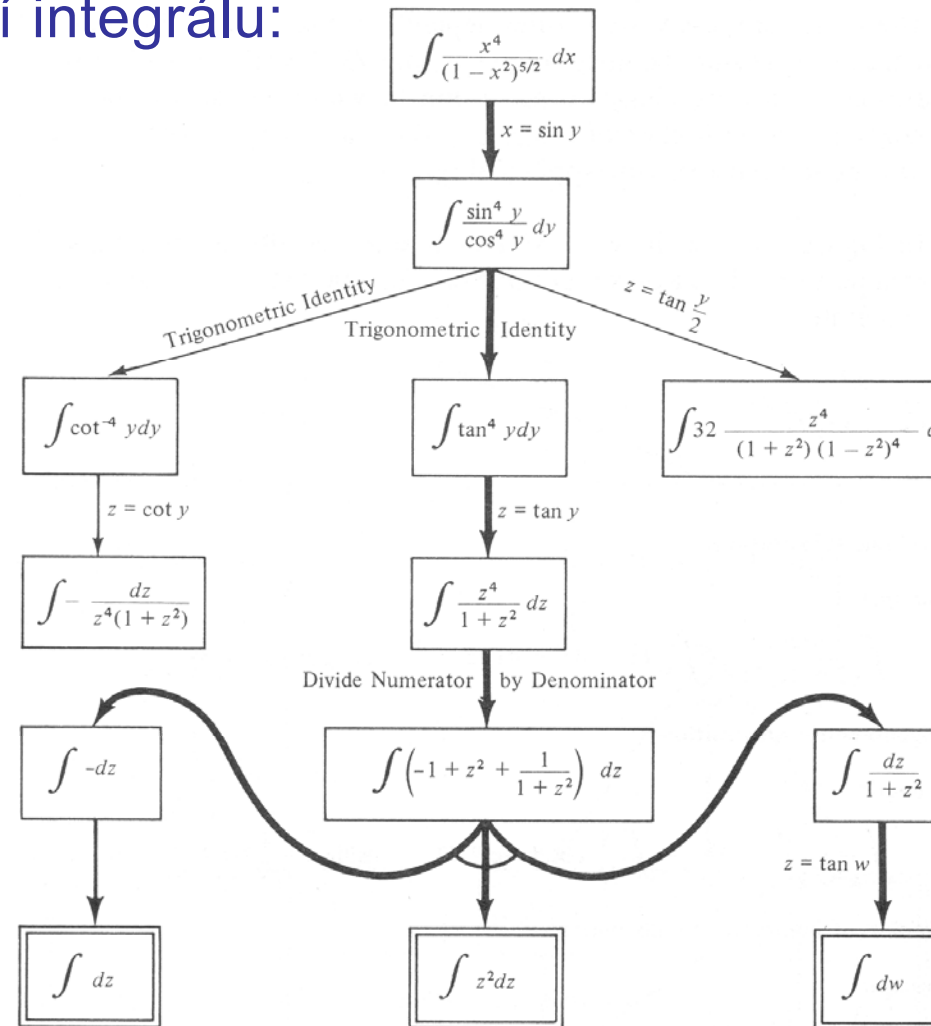 í integrálu:
∫ x⁴ / (1 − x²)^5/2 dx
x = sin y
∫ sin⁴ y / cos⁴ y dy
Trigonometric Identity
Trigonometric Identity
z = tan y/2
∫ cot⁻⁴ ydy
∫ tan⁴ ydy
∫ 32 z⁴ / (1 + z²) (1 − z²)⁴
z = cot y
z = tan y
∫ − dz / z⁴(1 + z²)
∫ z⁴ / 1 + z² dz
Divide Numerator by Denominator
∫ -dz
∫ (-1 + z² + 1 / 1 + z²) dz
∫ dz / 1 + z²
z = tan w
∫ dz
∫ z²dz
∫ dw